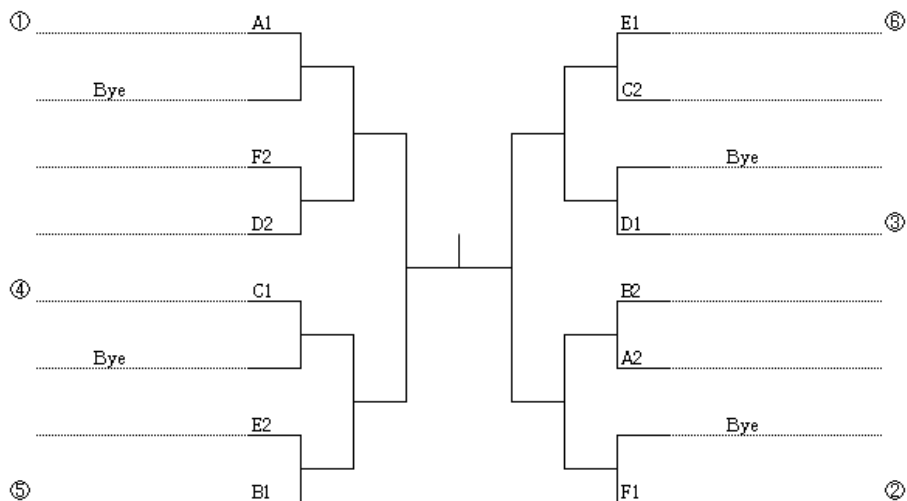 ① A1 E1 ⑥
Bye C2
F2 Bye
D2 D1 ③
④ C1 B2
Bye A2
E2 Bye
⑤ B1 F1 ②